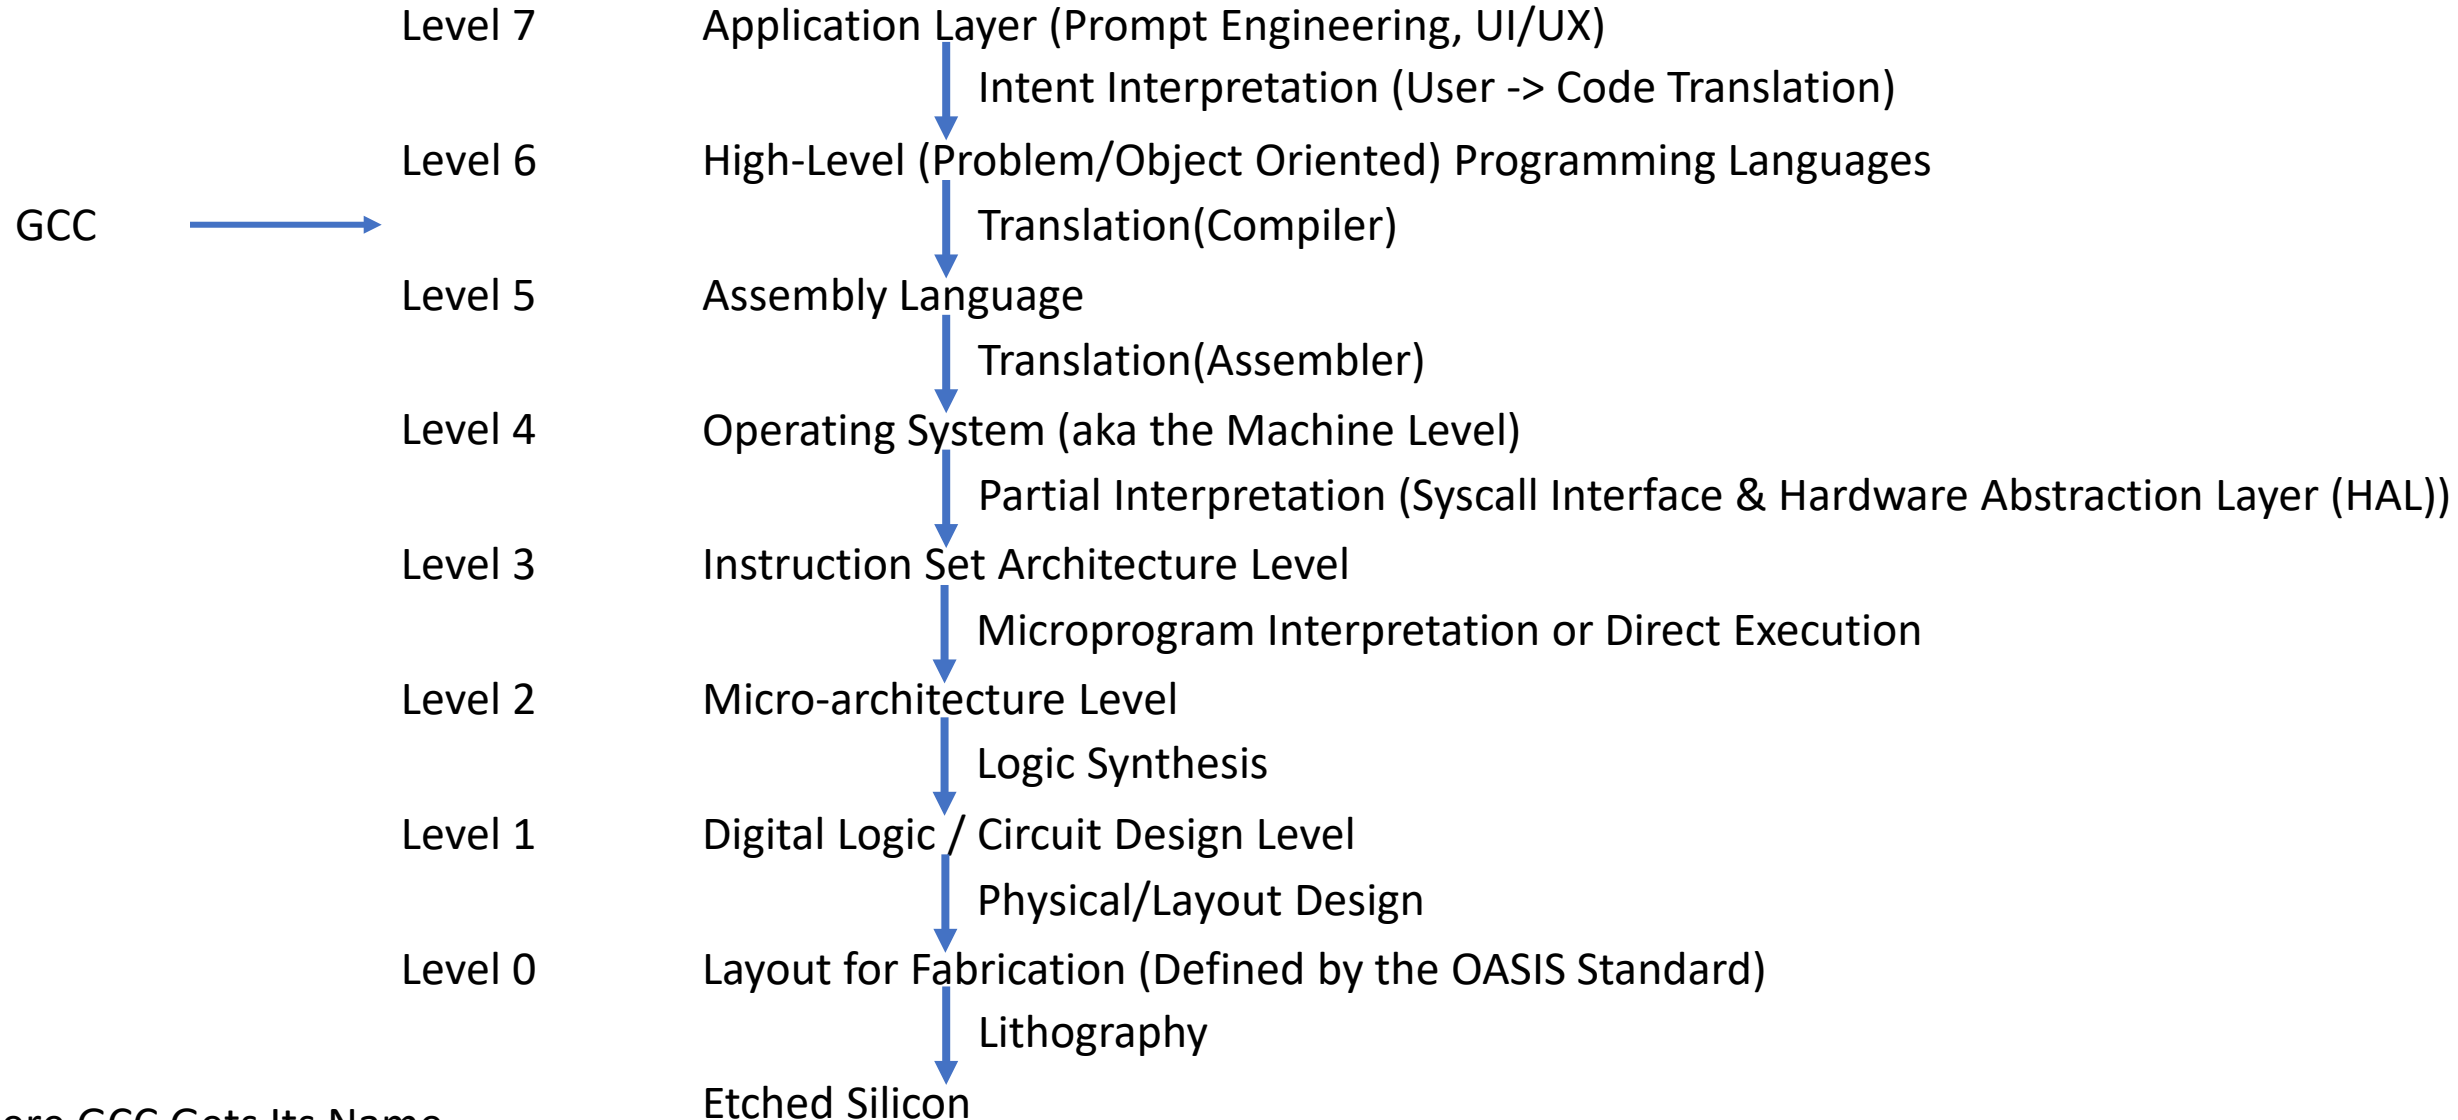 Level 7 Application Layer (Prompt Engineering, UI/UX)
Intent Interpretation (User -> Code Translation)
Level 6 High-Level (Problem/Object Oriented) Programming Languages
GCC Translation(Compiler)
Level 5 Assembly Language
Translation(Assembler)
Level 4 Operating System (aka the Machine Level)
Partial Interpretation (Syscall Interface & Hardware Abstraction Layer (HAL))
Level 3 Instruction Set Architecture Level
Microprogram Interpretation or Direct Execution
Level 2 Micro-architecture Level
Logic Synthesis
Level 1 Digital Logic / Circuit Design Level
Physical/Layout Design
Level 0 Layout for Fabrication (Defined by the OASIS Standard)
Lithography
Etched Silicon
GCC Gets Its Name